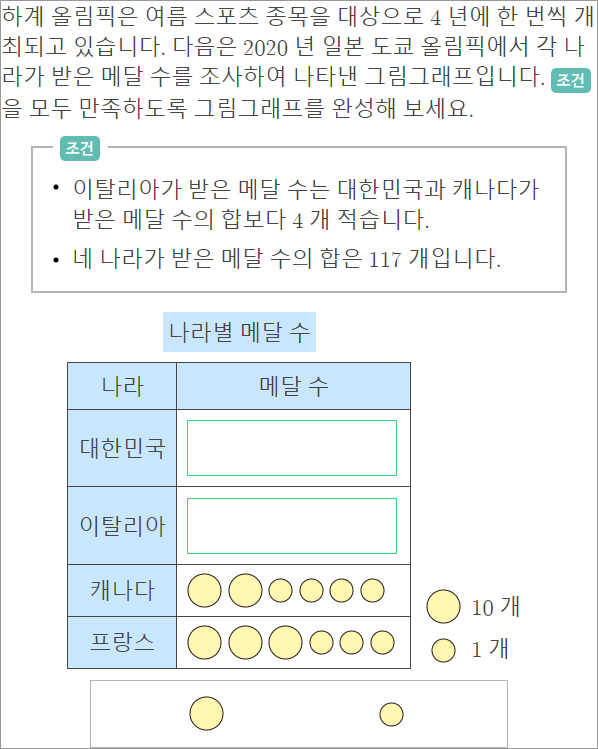 하계 올림픽은 여름 스포츠 종목을 대상으로 4 년에 한 번씩 개
최되고 있습니다. 다음은 2020 년 일본 도쿄 올림픽에서 각 나
라가 받은 메달 수를 조사하여 나타낸 그림그래프입니다. 조건
을 모두 만족하도록 그림그래프를 완성해 보세요.
조건
• 이탈리아가 받은 메달 수는 대한민국과 캐나다가
받은 메달 수의 합보다 4 개 적습니다.
• 네 나라가 받은 메달 수의 합은 117 개입니다.
나라별 메달 수
나라 메달 수
대한민국
이탈리아
캐나다
프랑스
10 개
1 개